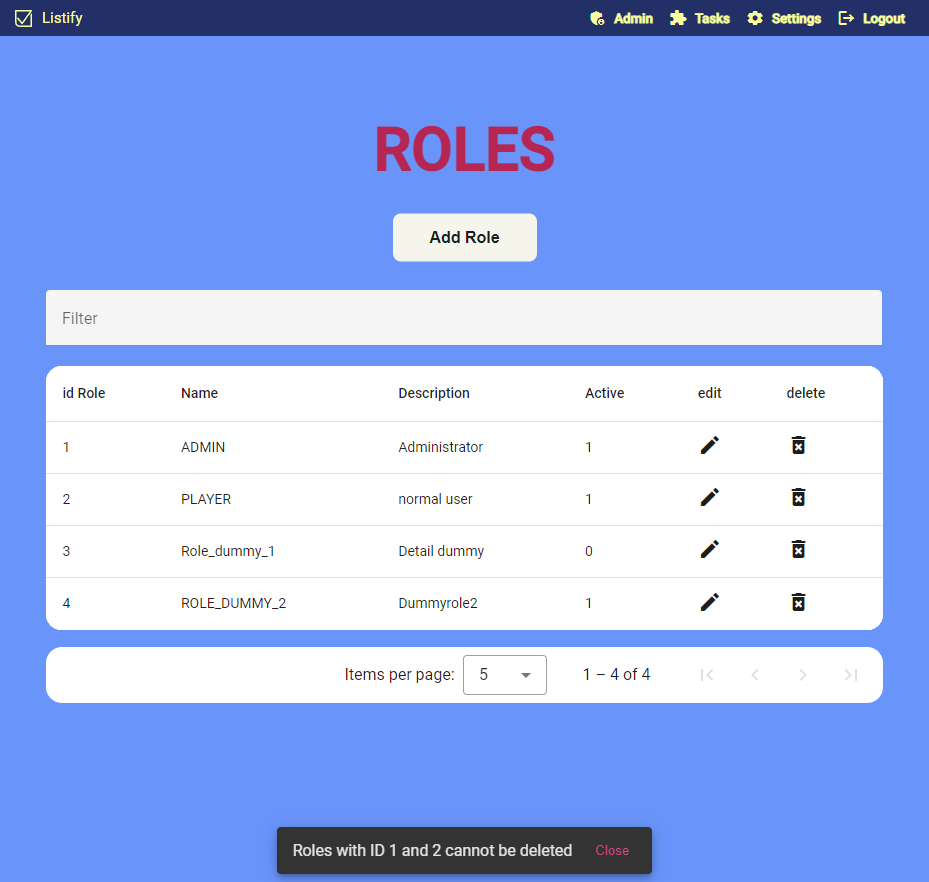 Listify Admin Tasks Settings Logout
ROLES
Add Role
Filter
id Role Name Description Active edit delete
1 ADMIN Administrator 1
2 PLAYER normal user 1
3 Role_dummy_1 Detail dummy 0
4 ROLE_DUMMY_2 Dummyrole2 1
Items per page: 5 1 – 4 of 4
Roles with ID 1 and 2 cannot be deleted Close